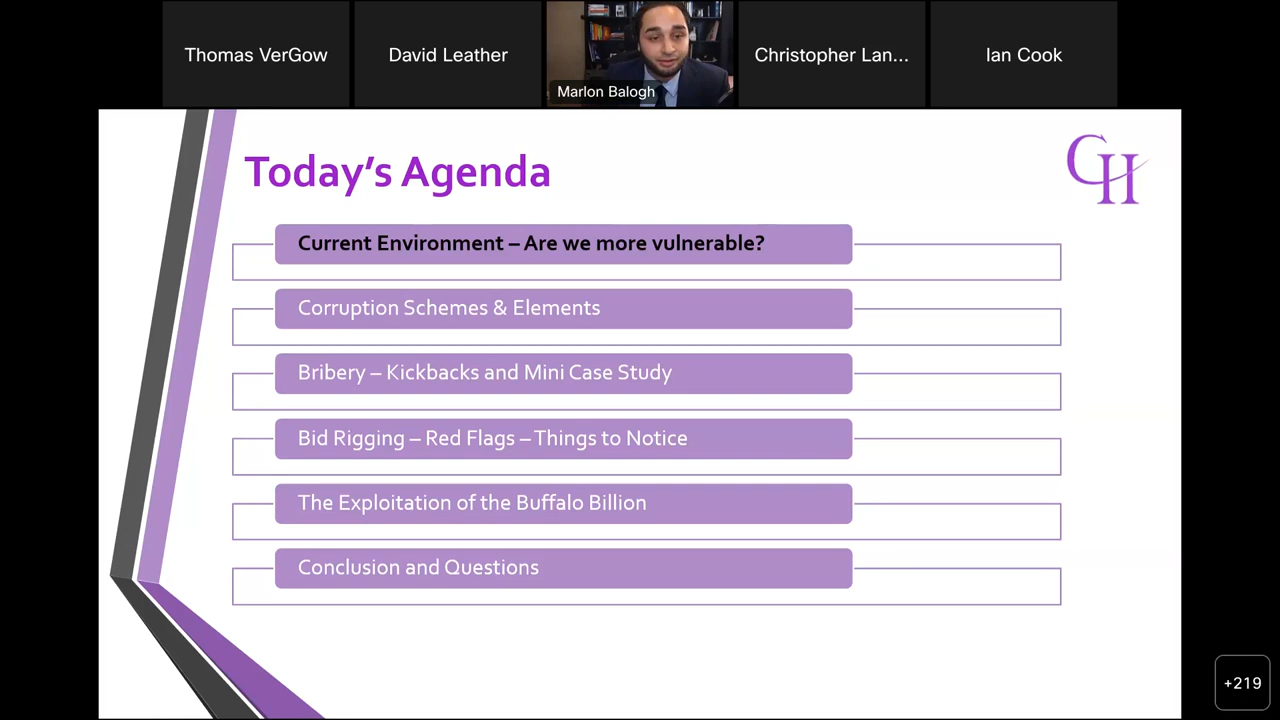 Thomas VerGow
David Leather
Marlon Balogh
Christopher Lan...
Ian Cook
Today's Agenda
GH
Current Environment – Are we more vulnerable?
Corruption Schemes & Elements
Bribery – Kickbacks and Mini Case Study
Bid Rigging – Red Flags – Things to Notice
The Exploitation of the Buffalo Billion
Conclusion and Questions
+219